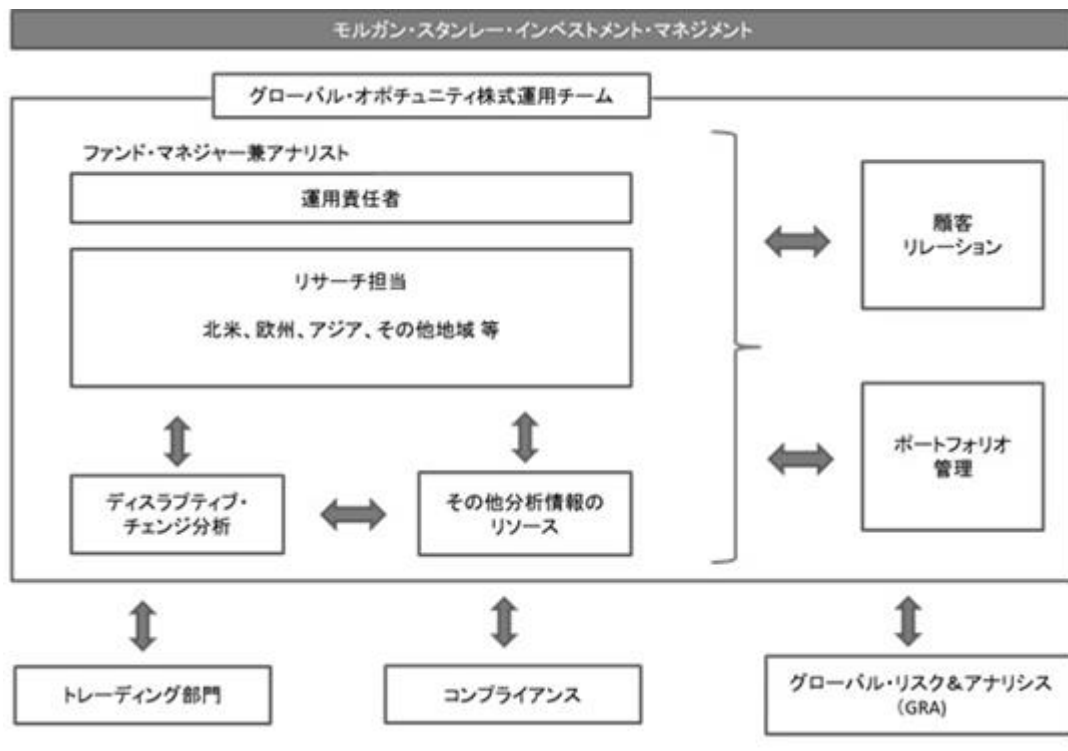 モルガン・スタンレー・インベストメント・マネジメント
グローバル・オポチュニティ株式運用チーム
ファンド・マネジャー兼アナリスト
運用責任者
リサーチ担当
北米、欧州、アジア、その他地域 等
顧客
リレーション
ディスラプティブ・
チェンジ分析
その他分析情報の
リソース
ポートフォリオ
管理
トレーディング部門
コンプライアンス
グローバル・リスク&アナリシス
(GRA)